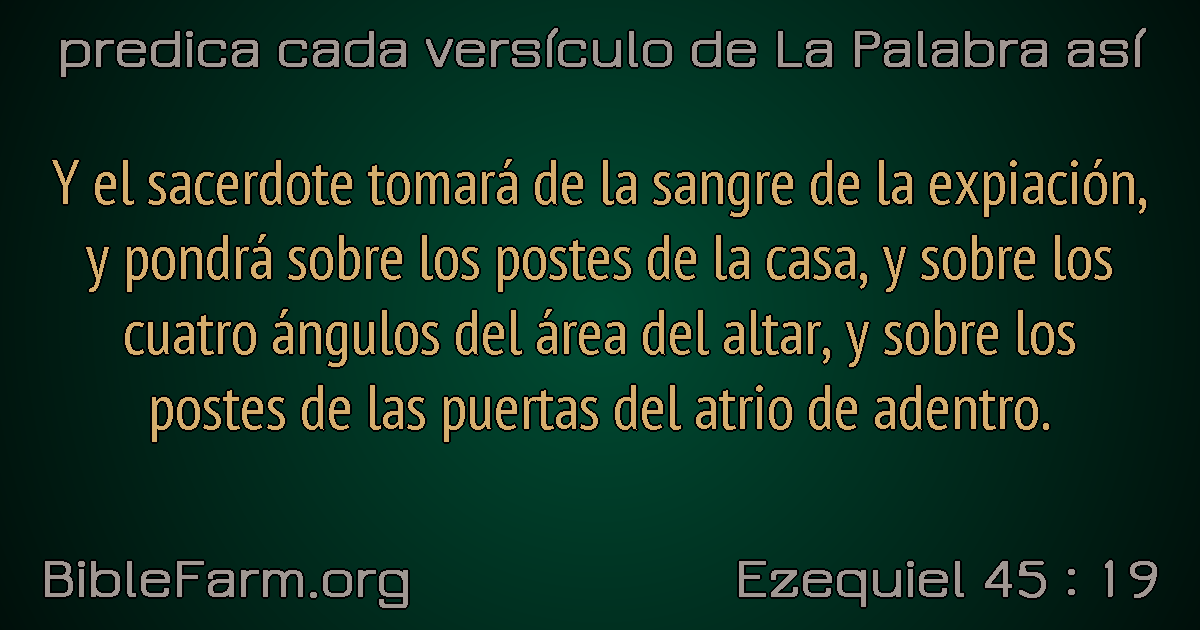 predica cada versículo de La Palabra así
Y el sacerdote tomará de la sangre de la expiación,
y pondrá sobre los postes de la casa, y sobre los
cuatro ángulos del área del altar, y sobre los
postes de las puertas del atrio de adentro.
BibleFarm.org
Ezequiel 45 : 19